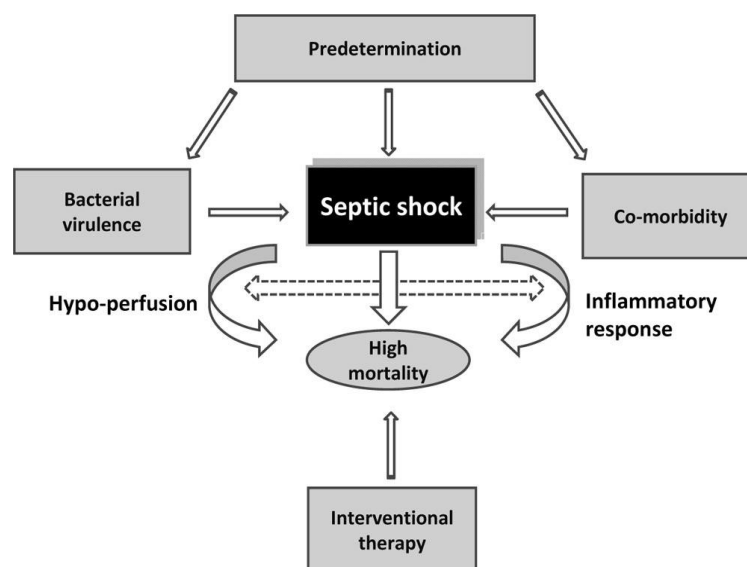 Predetermination
Bacterial
virulence
Septic shock
Co-morbidity
Hypo-perfusion
Inflammatory
response
High
mortality
Interventional
therapy